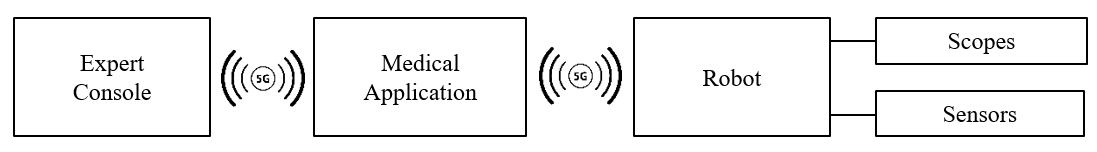 Expert
Console
5G
Medical
Application
5G
Robot
Scopes
Sensors